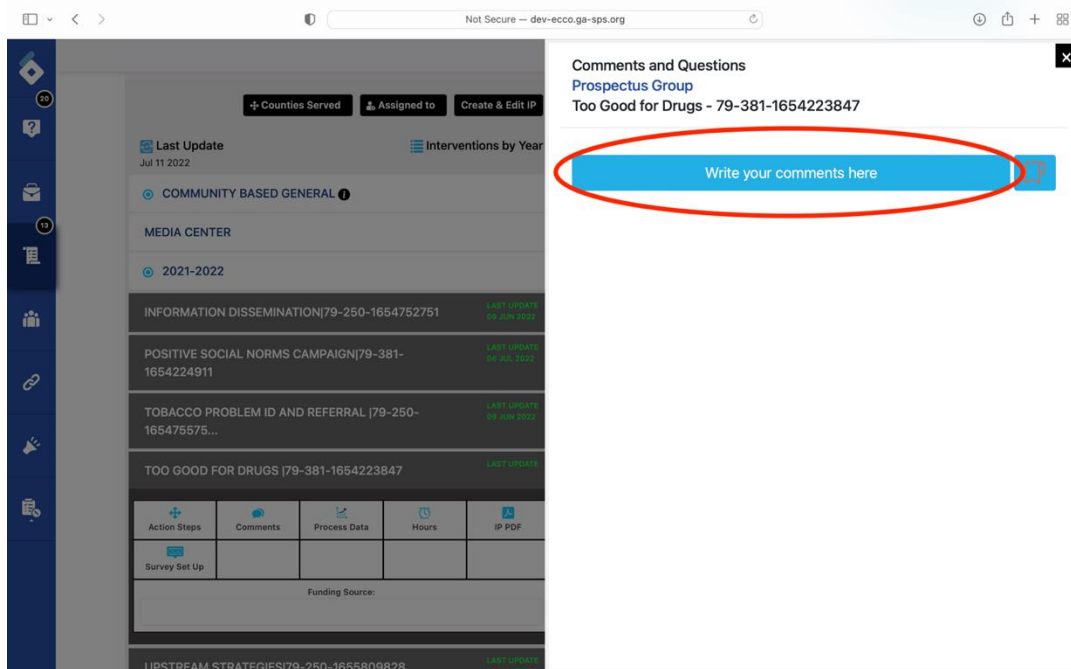 Not Secure — dev-ecco.ga-sps.org
20
13
Counties Served
Assigned to
Create & Edit IP
Last Update
Interventions by Year
Jul 11 2022
COMMUNITY BASED GENERAL
MEDIA CENTER
2021-2022
INFORMATION DISSEMINATION|79-250-1654752751
LAST UPDATE
09 JUN 2022
POSITIVE SOCIAL NORMS CAMPAIGN|79-381-
1654224911
LAST UPDATE
06 JUL 2022
TOBACCO PROBLEM ID AND REFERRAL |79-250-
165475575...
LAST UPDATE
09 JUN 2022
TOO GOOD FOR DRUGS |79-381-1654223847
LAST UPDATE
Action Steps
Comments
Process Data
Hours
IP PDF
Survey Set Up
Funding Source:
UPSTREAM STRATEGIES|79-250-1655809828
LAST UPDATE
Comments and Questions
Prospectus Group
Too Good for Drugs - 79-381-1654223847
Write your comments here